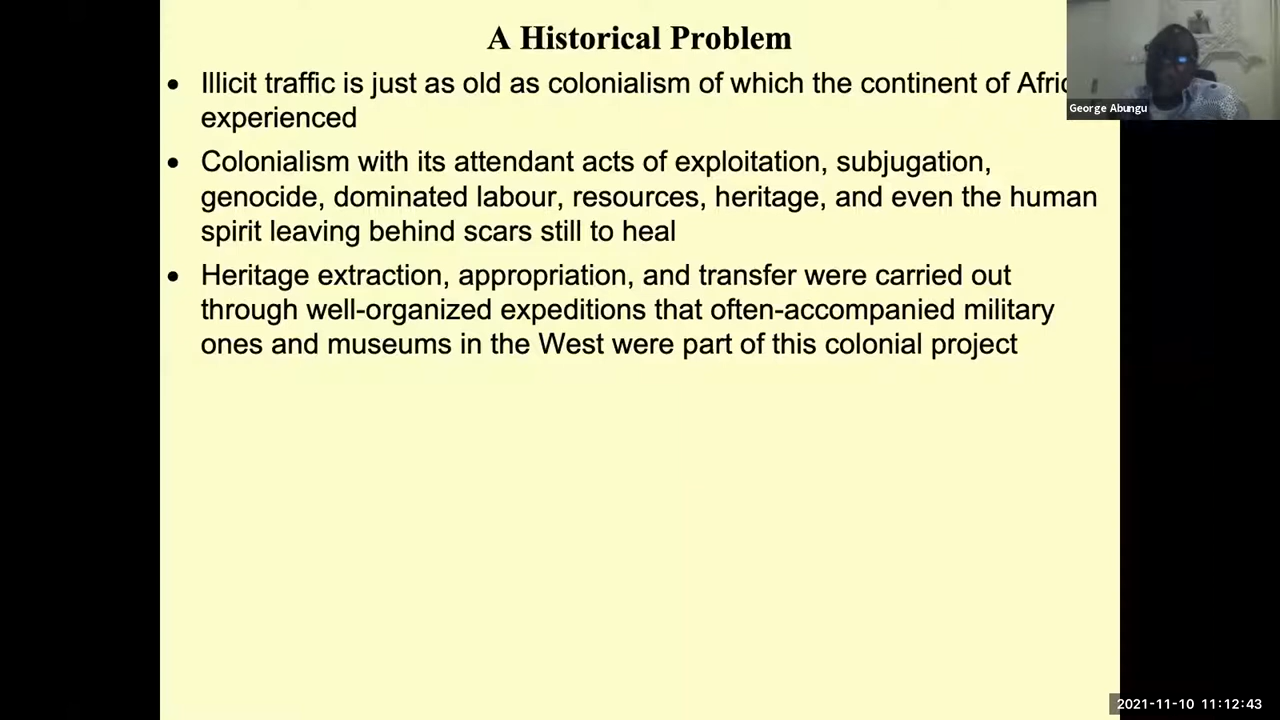 A Historical Problem
• Illicit traffic is just as old as colonialism of which the continent of
experienced
• Colonialism with its attendant acts of exploitation, subjugation,
genocide, dominated labour, resources, heritage, and even the human
spirit leaving behind scars still to heal
• Heritage extraction, appropriation, and transfer were carried out
through well-organized expeditions that often-accompanied military
ones and museums in the West were part of this colonial project
George Abungu
2021-11-10 11:12:43